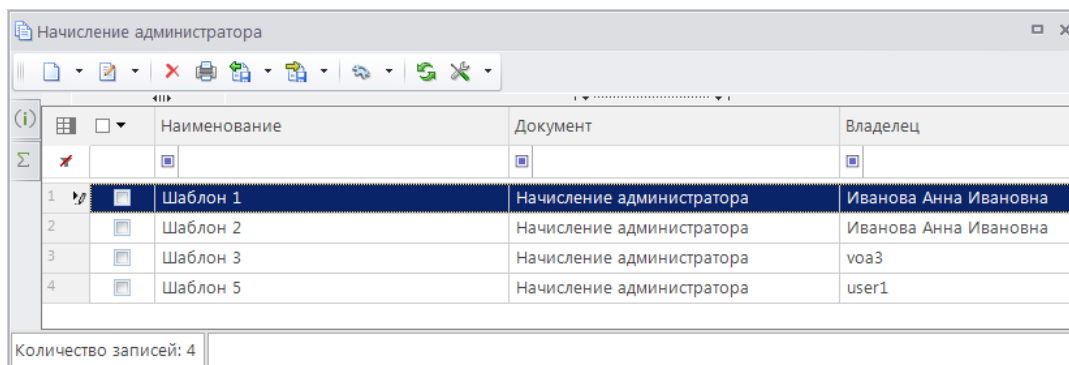 Начисление администратора
Наименование Документ Владелец
1 Шаблон 1 Начисление администратора Иванова Анна Ивановна
2 Шаблон 2 Начисление администратора Иванова Анна Ивановна
3 Шаблон 3 Начисление администратора voa3
4 Шаблон 5 Начисление администратора user1
Количество записей: 4